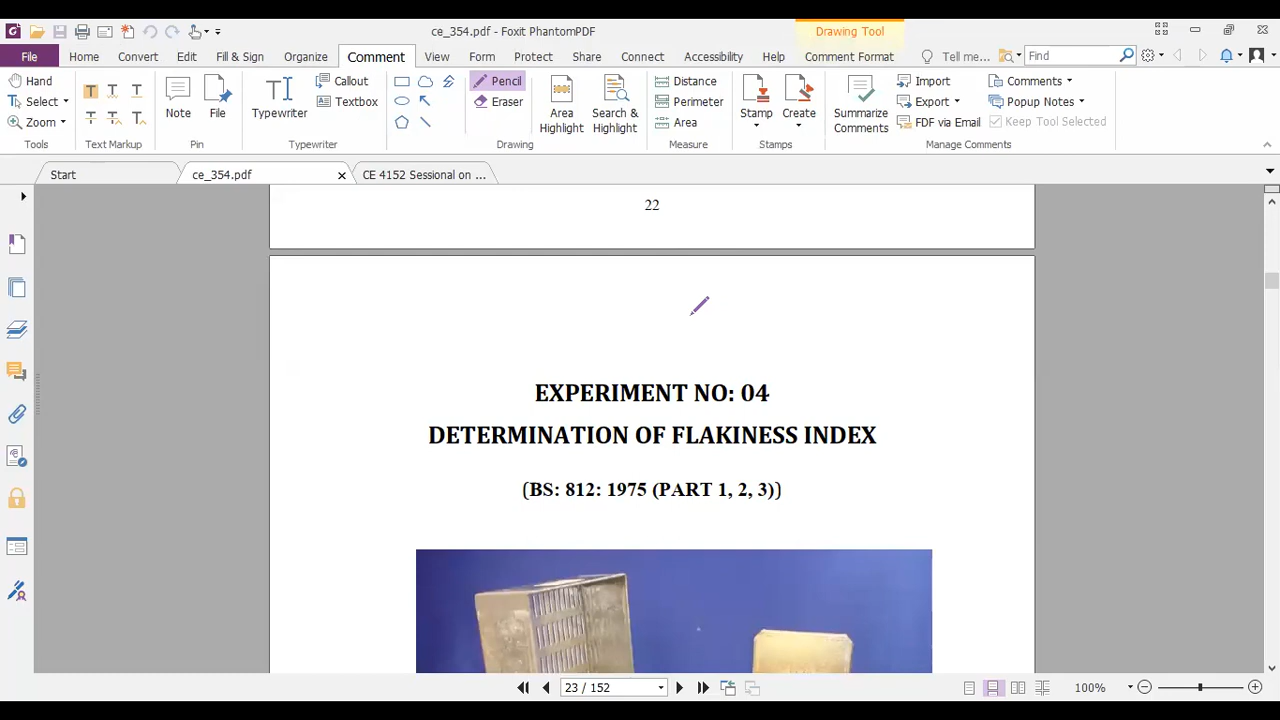 ce_354.pdf - Foxit PhantomPDF
Drawing Tool
File Home Convert Edit Fill & Sign Organize Comment View Form Protect Share Connect Accessibility Help Comment Format Tell me... Find
Hand
Select
Zoom
Tools
Text Markup
Note
File
Pin
Typewriter
Callout
Textbox
Typewriter
Pencil
Eraser
Area Highlight
Search & Highlight
Drawing
Distance
Perimeter
Area
Measure
Stamp
Create
Stamps
Summarize Comments
Import
Export
FDF via Email
Comments
Popup Notes
Keep Tool Selected
Manage Comments
Start
ce_354.pdf
CE 4152 Sessional on ...
22
EXPERIMENT NO: 04
DETERMINATION OF FLAKINESS INDEX
(BS: 812: 1975 (PART 1, 2, 3))
23 / 152
100%